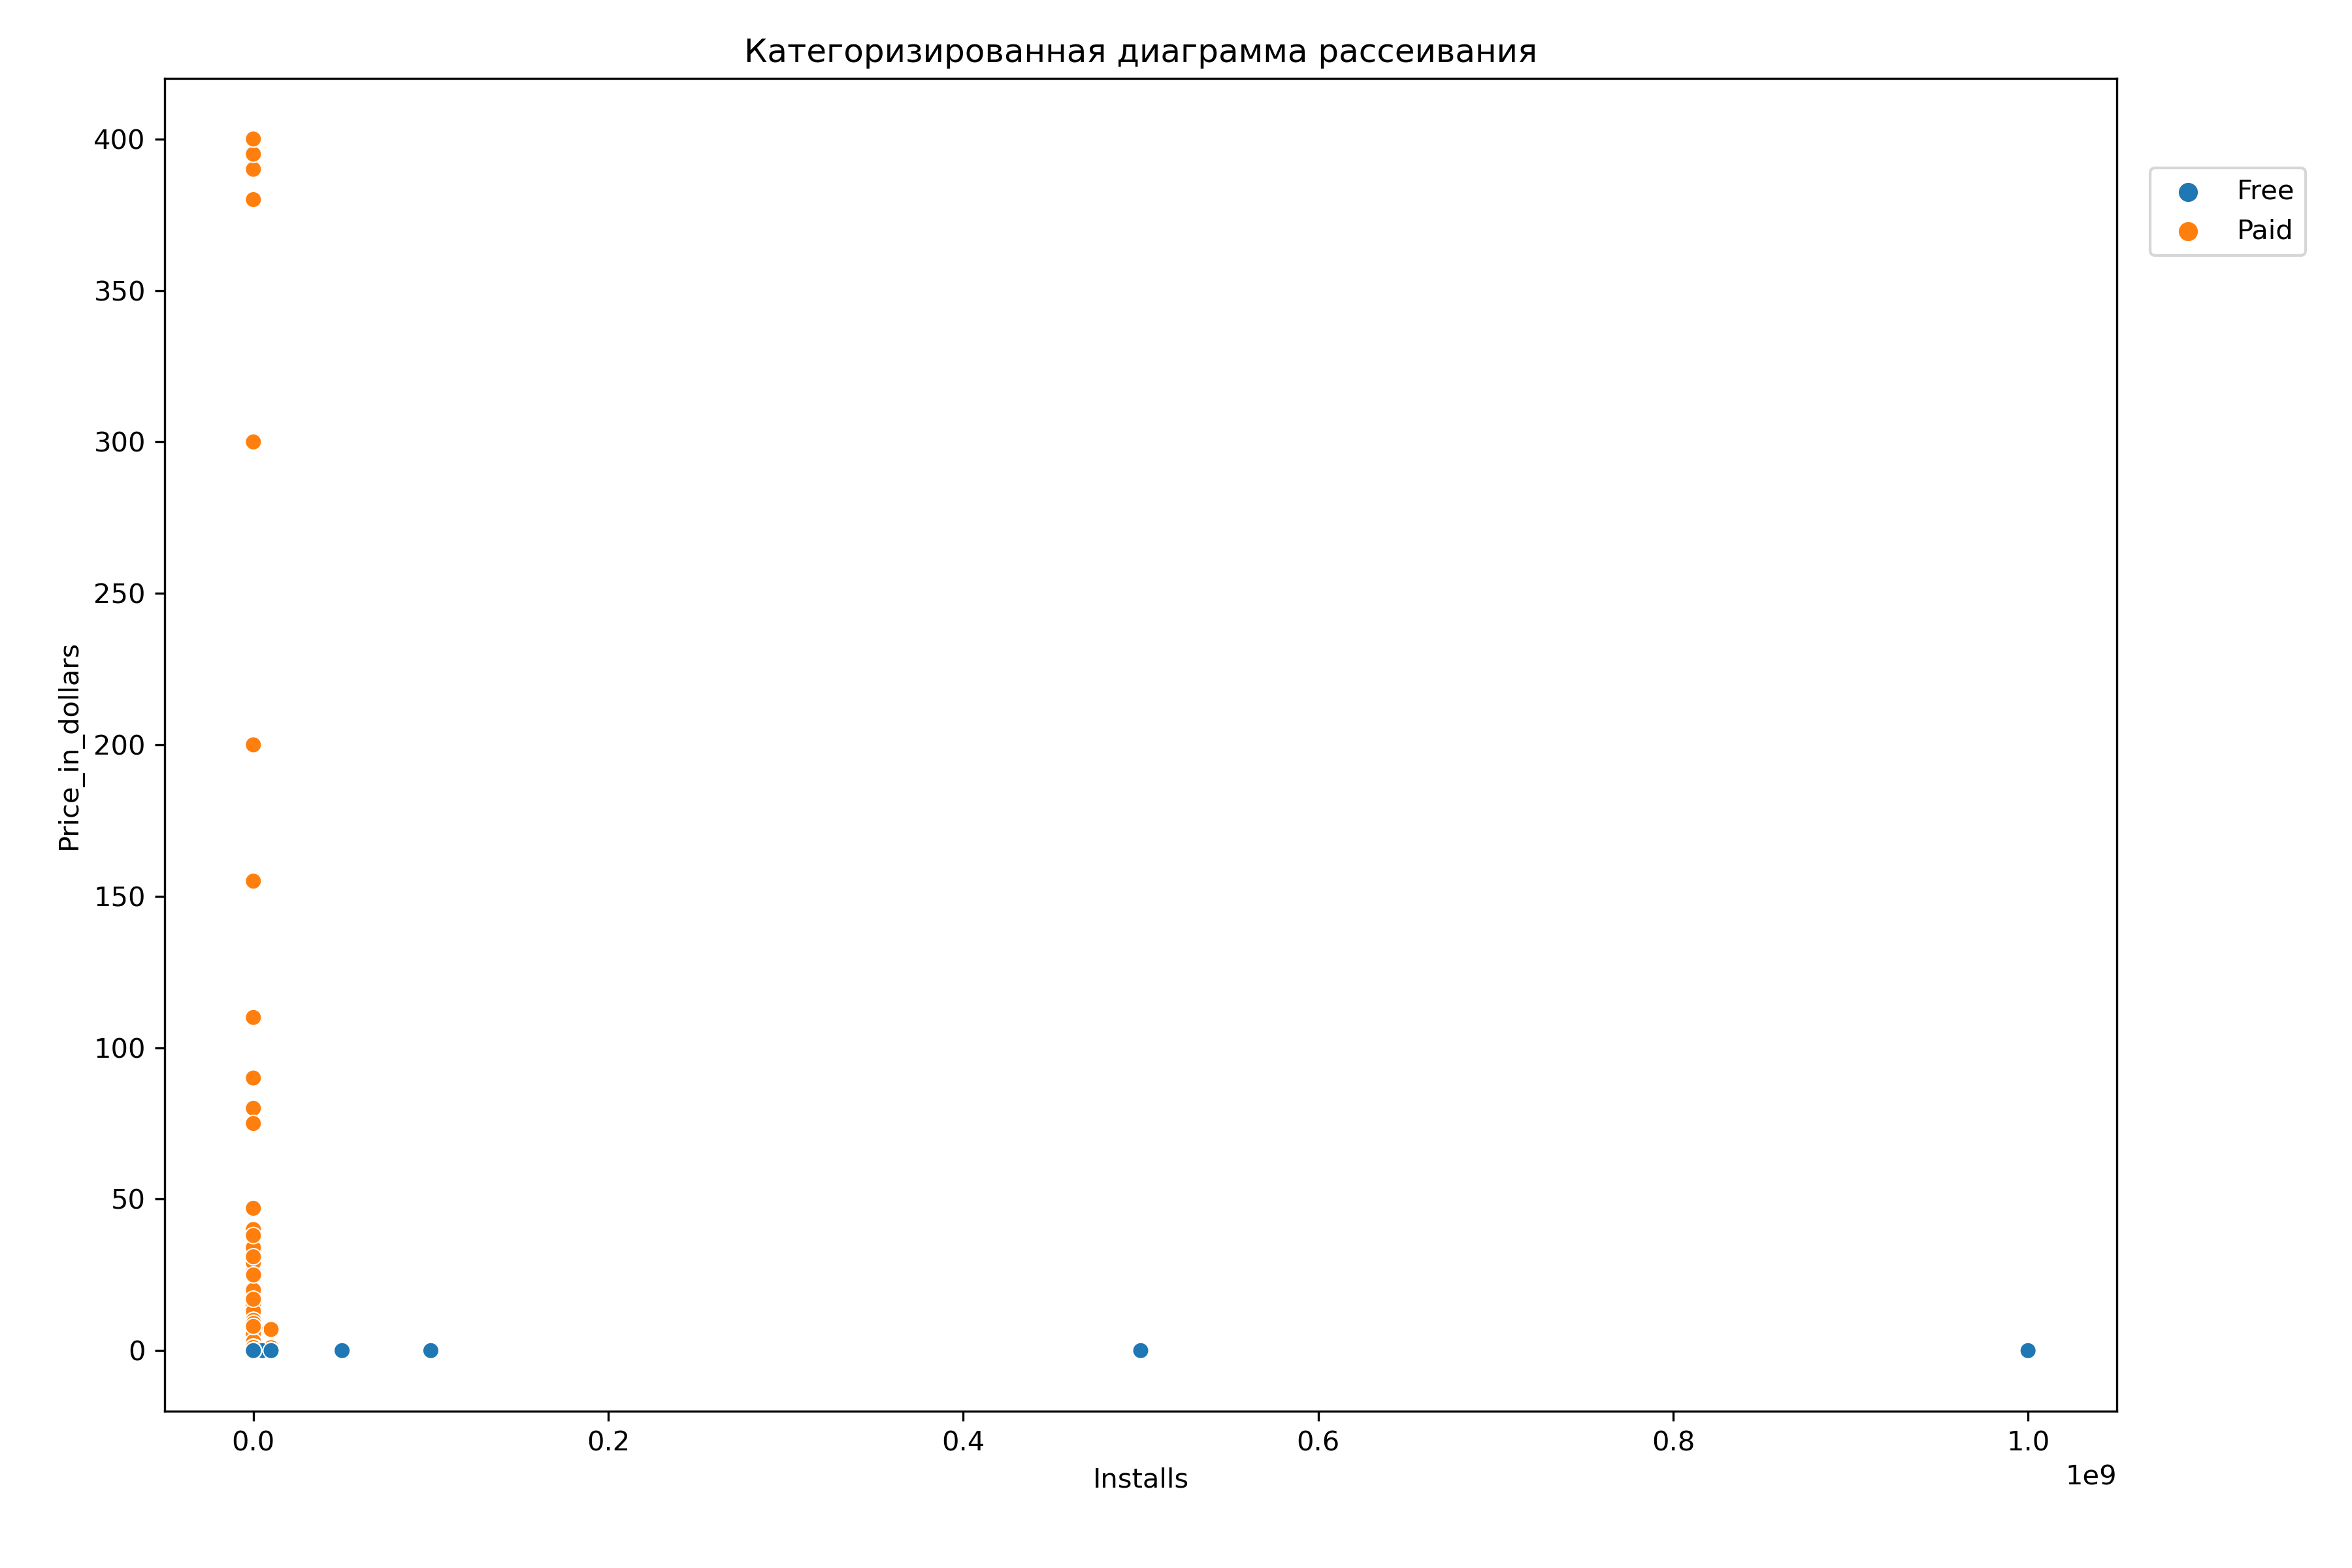 Категоризированная диаграмма рассеивания
400
350
300
250
200
150
100
50
0
Price_in_dollars
0.0 0.2 0.4 0.6 0.8 1.0
1e9
Installs
Free
Paid